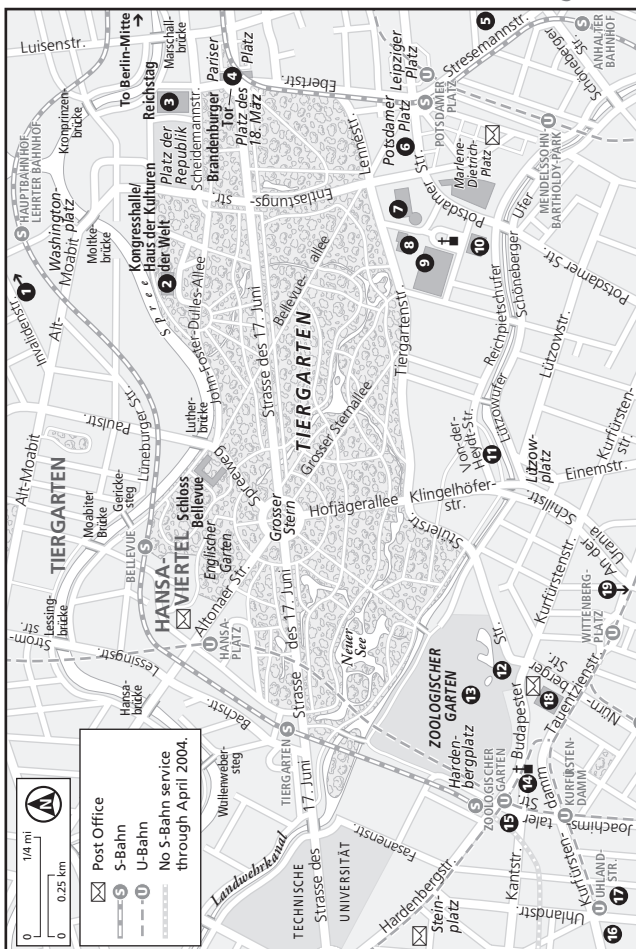 0
1/4 mi
0
0.25 km
N
Post Office
S S-Bahn
U U-Bahn
No S-Bahn service
through April 2004.
Alt-Moabit
TIERGARTEN
Strom-
str.
Lessing-
brücke
Moabiter
Brücke
Gericke-
steg
Paulstr.
Lüneburger Str.
Invalidenstr.
1
Alt-
Moabit
Washington-
platz
S HAUPTBAHNHOF
LEHRTER BAHNHOF
Kronprinzen-
brücke
Luisenstr.
To Berlin-Mitte
Marschall-
brücke
Moltke-
brücke
Spree
Luther-
brücke
BELLEVUE S
Hansa-
brücke
Lessingstr.
HANSA-
VIERTEL
Schloss
Bellevue
Englischer
Garten
Spreeweg
John-Foster-Dulles-Allee
Kongresshalle/
Haus der Kulturen
der Welt
2
Platz der
Republik
Reichstag
3
Scheidemannstr.
Brandenburger
Tor
4
Pariser
Platz
Platz des
18. März
Ebertstr.
Wullenweber-
steg
Bachstr.
U HANSA-
PLATZ
Altonaer Str.
Grosser
Stern
Strasse des 17. Juni
Entlastungs-
str.
Bellevue-
allee
TIERGARTEN
Grosser Sternallee
TIERGARTEN S
Strasse des 17. Juni
Landwehrkanal
Strasse des 17. Juni
TECHNISCHE
UNIVERSITÄT
Neuer
See
Hofjägerallee
Tiergartenstr.
Lennestr.
Potsdamer
Platz
Leipziger
Platz
S U
POTSDAMER
PLATZ
5
Stresemannstr.
6
7
8
9
10
Potsdamer Str.
Marlene-
Dietrich-
Platz
Fasanenstr.
Hardenbergstr.
Stein-
platz
Harden-
bergplatz
ZOOLOGISCHER
GARTEN
13
Stülerstr.
Klingelhöfer-
str.
Von-der-
Heydt-Str.
11
Lützowufer
Reichpietschufer
Schöneberger Ufer
Potsdamer Str.
U
MENDELSSOHN-
BARTHOLDY-PARK
Schöneberger
Str.
S
ANHALTER
BAHNHOF
S U
ZOOLOGISCHER
GARTEN
15
Kantstr.
14
Budapester
Str.
12
Kurfürstenstr.
Lützow-
platz
Lützowstr.
Schillstr.
Einemstr.
Kurfürsten-
str.
An der
Urania
Joachims-
taler
Str.
Kurfürsten-
damm
U
KURFÜRSTEN-
DAMM
Tauentzienstr.
18
Nürn-
berger
Str.
U
WITTENBERG-
PLATZ
19
16
Uhlandstr.
U
UHLAND-
STR.
17